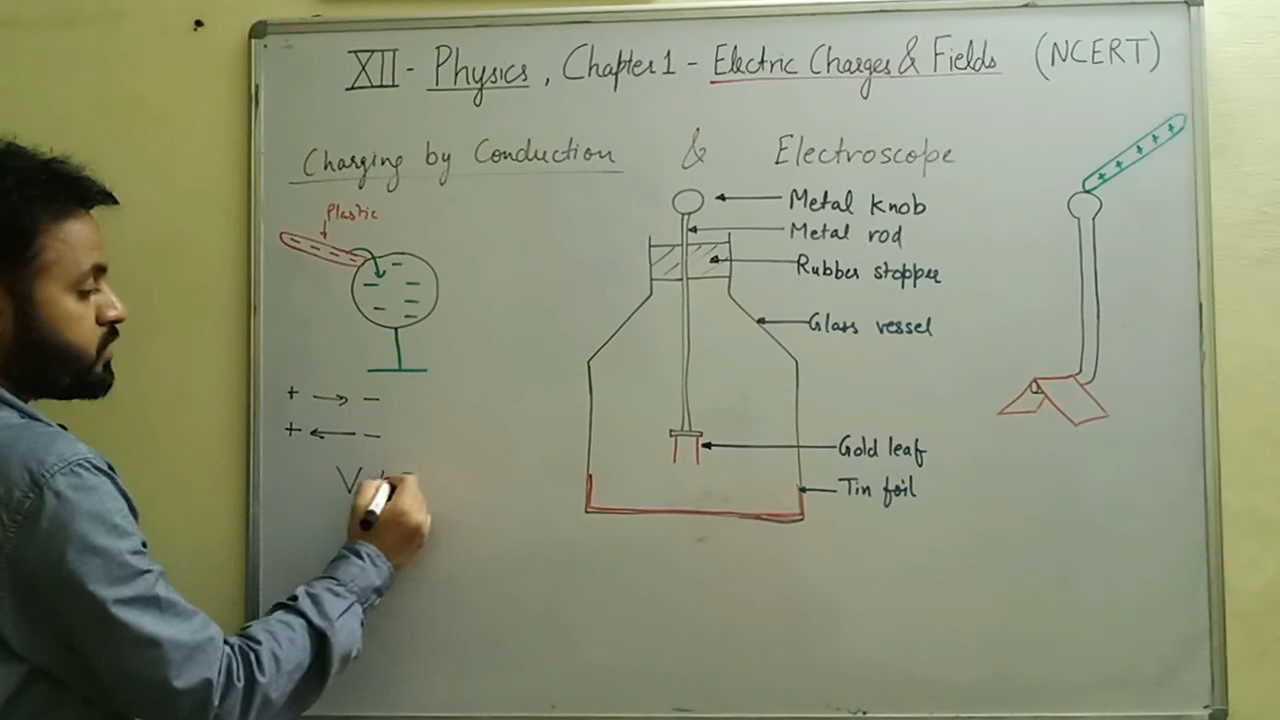 XII - Physics, Chapter 1 - Electric Charges & Fields (NCERT)
Charging by Conduction & Electroscope
Plastic
+ → -
+ ← -
V
Metal knob
Metal rod
Rubber stopper
Glass vessel
Gold leaf
Tin foil
+ + + + +